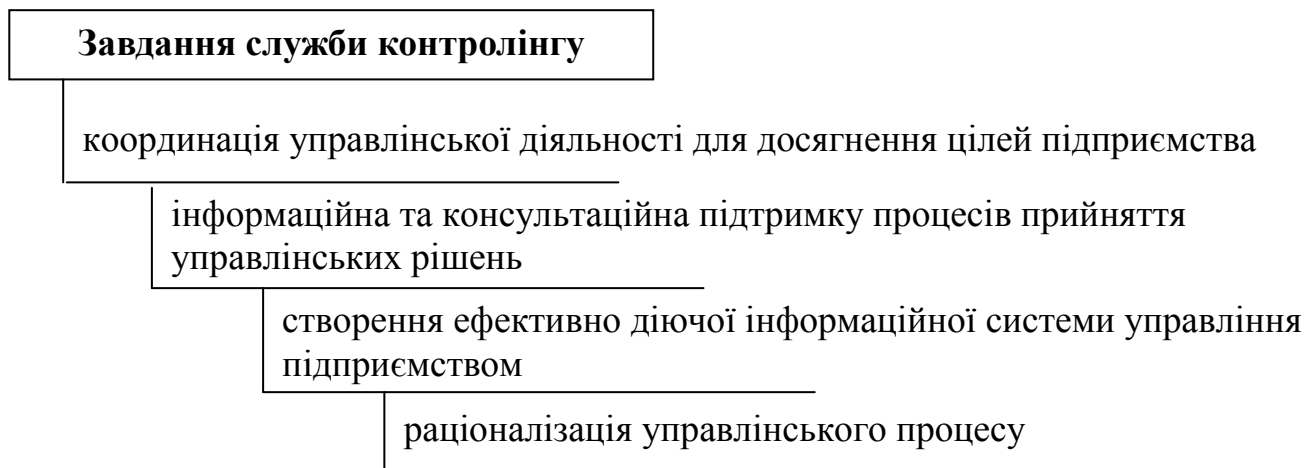 Завдання служби контролінгу
координація управлінської діяльності для досягнення цілей підприємства
інформаційна та консультаційна підтримку процесів прийняття
управлінських рішень
створення ефективно діючої інформаційної системи управління
підприємством
раціоналізація управлінського процесу